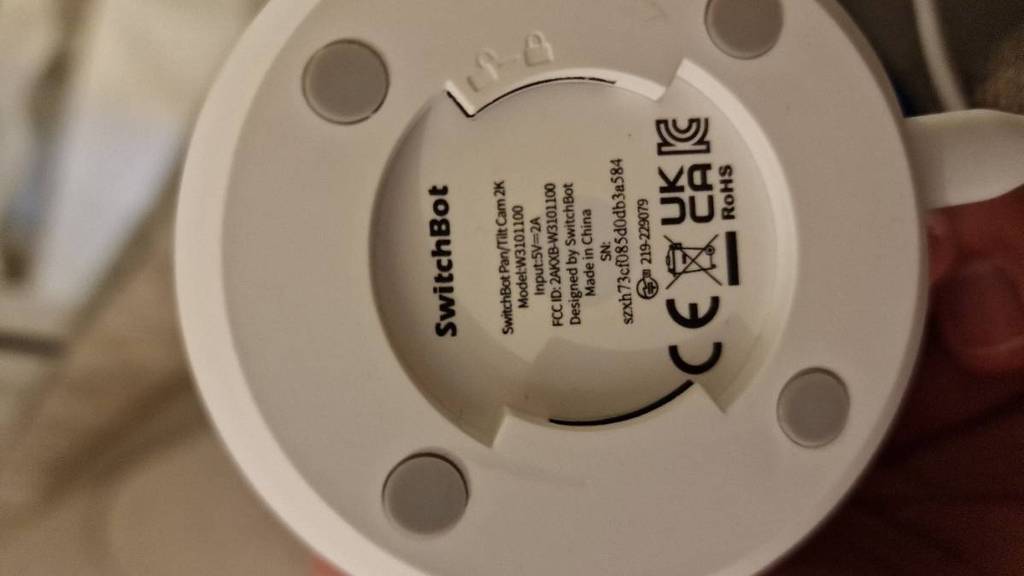 SwitchBot
SwitchBot Pan/Tilt Cam 2K
Model:W3101100
Input:5V⎓2A
FCC ID: 2AKXB-W3101100
Designed by SwitchBot
Made in China
SN:
szxh73cf085d0db3a584
219-229079
CE UK CA
RoHS